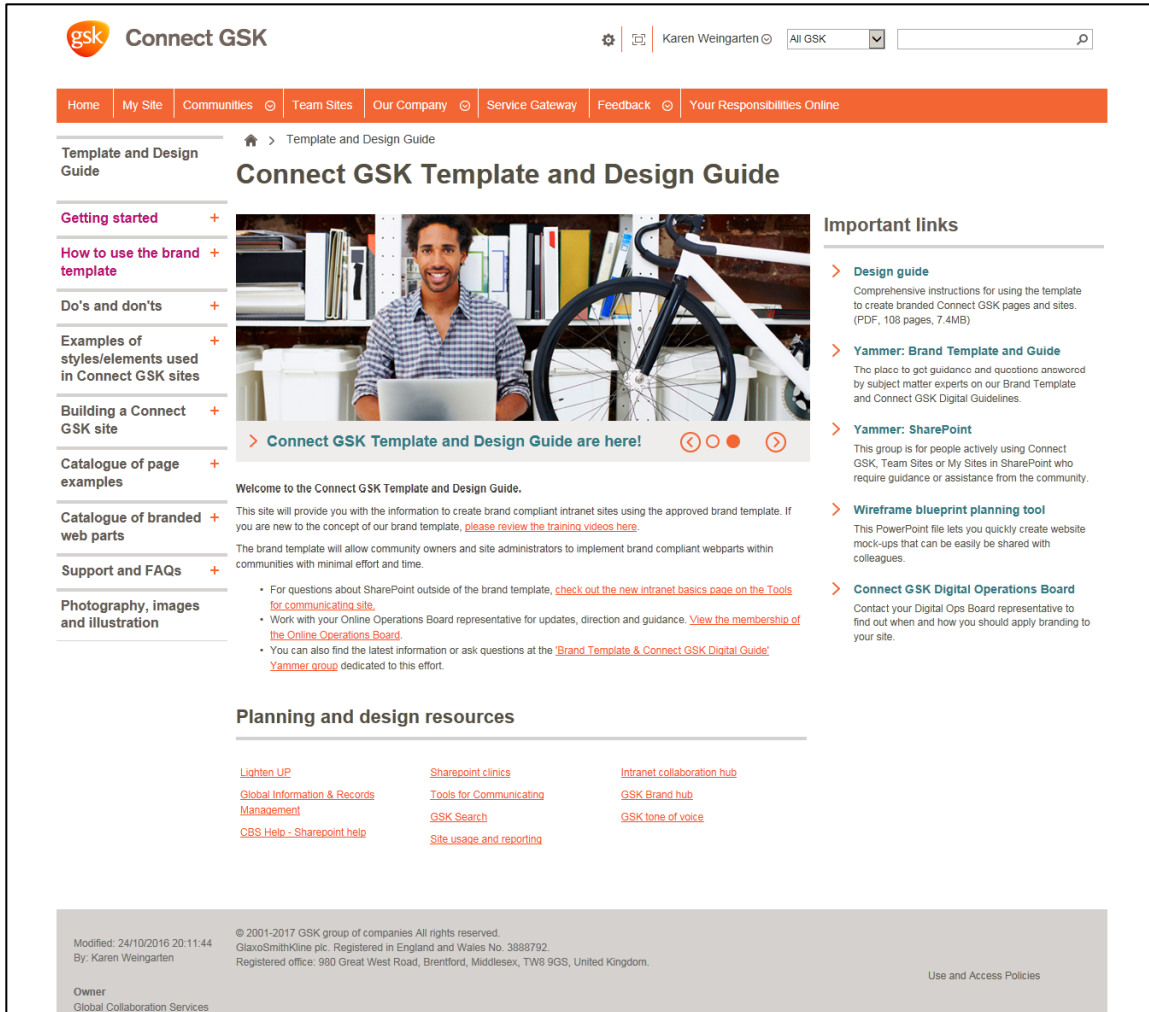 gsk Connect GSK
Karen Weingarten
All GSK
Home My Site Communities Team Sites Our Company Service Gateway Feedback Your Responsibilities Online
Template and Design Guide
Connect GSK Template and Design Guide
Template and Design
Guide
Getting started +
How to use the brand +
template
Do's and don'ts +
Examples of +
styles/elements used
in Connect GSK sites
Building a Connect +
GSK site
Catalogue of page +
examples
Catalogue of branded +
web parts
Support and FAQs +
Photography, images
and illustration
Connect GSK Template and Design Guide are here!
Welcome to the Connect GSK Template and Design Guide.
This site will provide you with the information to create brand compliant intranet sites using the approved brand template. If
you are new to the concept of our brand template, please review the training videos here.
The brand template will allow community owners and site administrators to implement brand compliant webparts within
communities with minimal effort and time.
• For questions about SharePoint outside of the brand template, check out the new intranet basics page on the Tools
for communicating site.
• Work with your Online Operations Board representative for updates, direction and guidance. View the membership of
the Online Operations Board.
• You can also find the latest information or ask questions at the 'Brand Template & Connect GSK Digital Guide'
Yammer group dedicated to this effort.
Planning and design resources
Lighten UP
Global Information & Records
Management
CBS Help - Sharepoint help
Sharepoint clinics
Tools for Communicating
GSK Search
Site usage and reporting
Intranet collaboration hub
GSK Brand hub
GSK tone of voice
Important links
Design guide
Comprehensive instructions for using the template
to create branded Connect GSK pages and sites.
(PDF, 108 pages, 7.4MB)
Yammer: Brand Template and Guide
The place to get guidance and questions answered
by subject matter experts on our Brand Template
and Connect GSK Digital Guidelines.
Yammer: SharePoint
This group is for people actively using Connect
GSK, Team Sites or My Sites in SharePoint who
require guidance or assistance from the community.
Wireframe blueprint planning tool
This PowerPoint file lets you quickly create website
mock-ups that can be easily be shared with
colleagues.
Connect GSK Digital Operations Board
Contact your Digital Ops Board representative to
find out when and how you should apply branding to
your site.
Modified: 24/10/2016 20:11:44
By: Karen Weingarten
Owner
Global Collaboration Services
© 2001-2017 GSK group of companies All rights reserved.
GlaxoSmithKline plc. Registered in England and Wales No. 3888792.
Registered office: 980 Great West Road, Brentford, Middlesex, TW8 9GS, United Kingdom.
Use and Access Policies